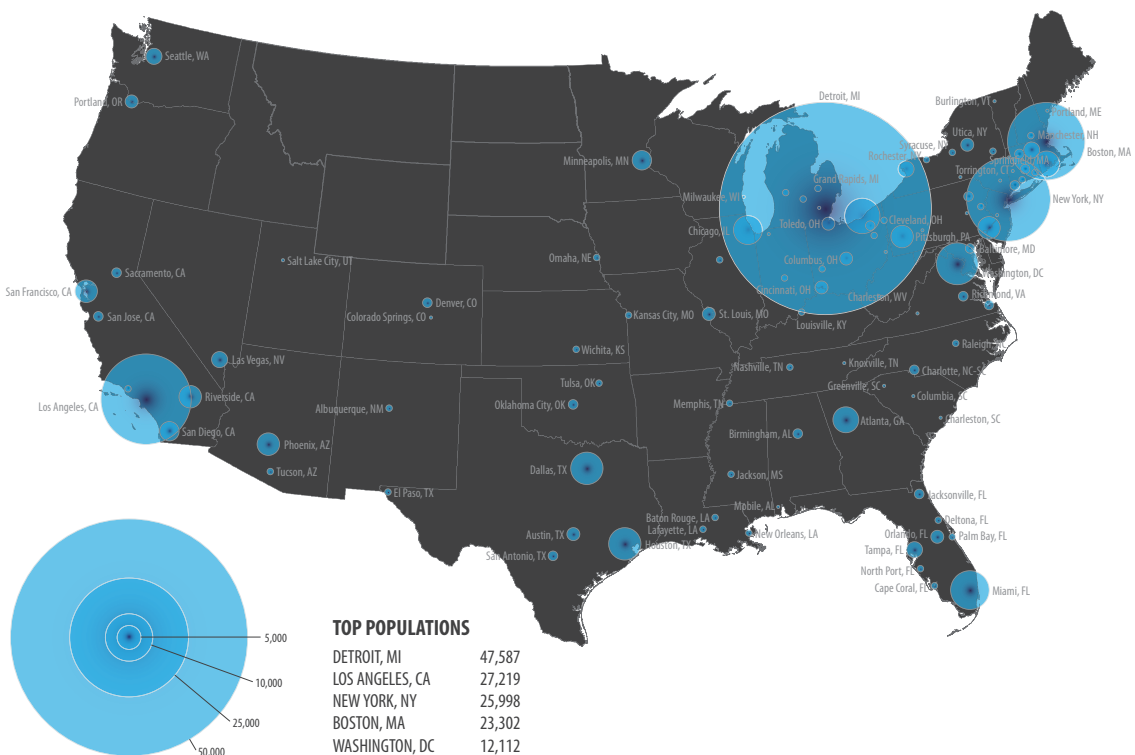 Seattle, WA
Portland, OR
Minneapolis, MN
Detroit, MI
Burlington, VT
Portland, ME
Utica, NY
Manchester, NH
Syracuse, NY
Boston, MA
Rochester, NY
Springfield, MA
Torrington, CT
Grand Rapids, MI
Milwaukee, WI
New York, NY
Toledo, OH
Cleveland, OH
Chicago, IL
Pittsburgh, PA
Baltimore, MD
Salt Lake City, UT
Omaha, NE
Columbus, OH
Washington, DC
Sacramento, CA
San Francisco, CA
Cincinnati, OH
Charleston, WV
Richmond, VA
Denver, CO
Colorado Springs, CO
San Jose, CA
Kansas City, MO
St. Louis, MO
Louisville, KY
Las Vegas, NV
Wichita, KS
Raleigh, NC
Nashville, TN
Knoxville, TN
Charlotte, NC-SC
Tulsa, OK
Greenville, SC
Riverside, CA
Columbia, SC
Los Angeles, CA
Albuquerque, NM
Oklahoma City, OK
Memphis, TN
Charleston, SC
San Diego, CA
Birmingham, AL
Atlanta, GA
Phoenix, AZ
Tucson, AZ
Dallas, TX
Jackson, MS
El Paso, TX
Jacksonville, FL
Mobile, AL
Baton Rouge, LA
Deltona, FL
Lafayette, LA
New Orleans, LA
Austin, TX
Orlando, FL
Palm Bay, FL
Houston, TX
San Antonio, TX
Tampa, FL
North Port, FL
Cape Coral, FL
Miami, FL
5,000
10,000
25,000
50,000
TOP POPULATIONS
DETROIT, MI 47,587
LOS ANGELES, CA 27,219
NEW YORK, NY 25,998
BOSTON, MA 23,302
WASHINGTON, DC 12,112